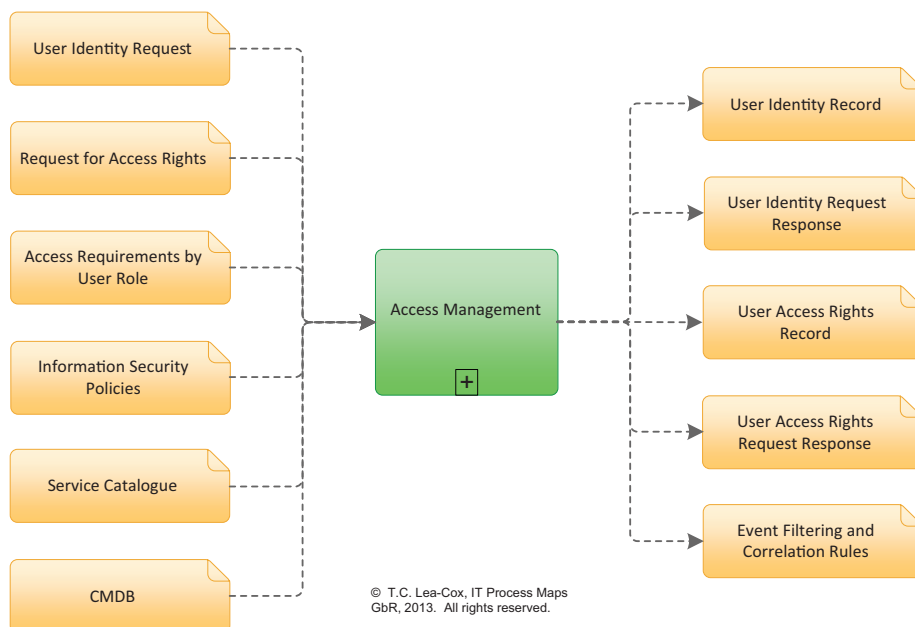 User Identity Request
Request for Access Rights
Access Requirements by
User Role
Information Security
Policies
Service Catalogue
CMDB
Access Management
+
User Identity Record
User Identity Request
Response
User Access Rights
Record
User Access Rights
Request Response
Event Filtering and
Correlation Rules
© T.C. Lea-Cox, IT Process Maps
GbR, 2013. All rights reserved.